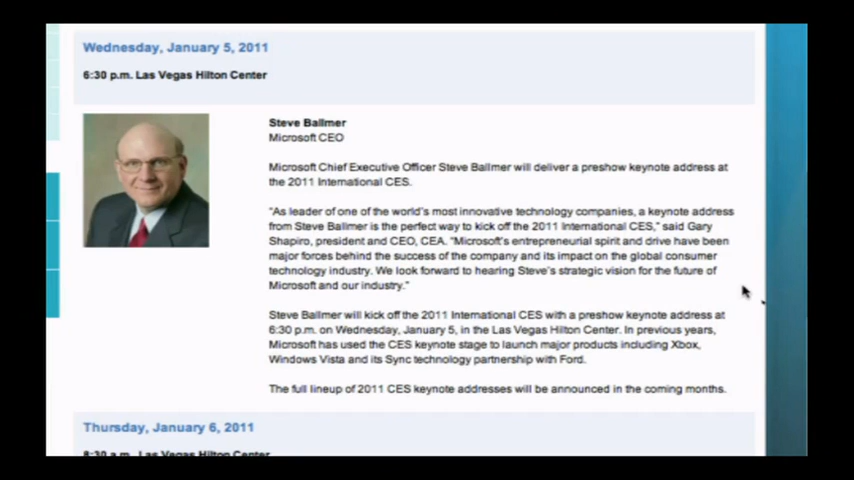 Wednesday, January 5, 2011
6:30 p.m. Las Vegas Hilton Center
Steve Ballmer
Microsoft CEO
Microsoft Chief Executive Officer Steve Ballmer will deliver a preshow keynote address at
the 2011 International CES.
"As leader of one of the world's most innovative technology companies, a keynote address
from Steve Ballmer is the perfect way to kick off the 2011 International CES," said Gary
Shapiro, president and CEO, CEA. "Microsoft's entrepreneurial spirit and drive have been
major forces behind the success of the company and its impact on the global consumer
technology industry. We look forward to hearing Steve's strategic vision for the future of
Microsoft and our industry."
Steve Ballmer will kick off the 2011 International CES with a preshow keynote address at
6:30 p.m. on Wednesday, January 5, in the Las Vegas Hilton Center. In previous years,
Microsoft has used the CES keynote stage to launch major products including Xbox,
Windows Vista and its Sync technology partnership with Ford.
The full lineup of 2011 CES keynote addresses will be announced in the coming months.
Thursday, January 6, 2011
8:30 a.m. Las Vegas Hilton Center